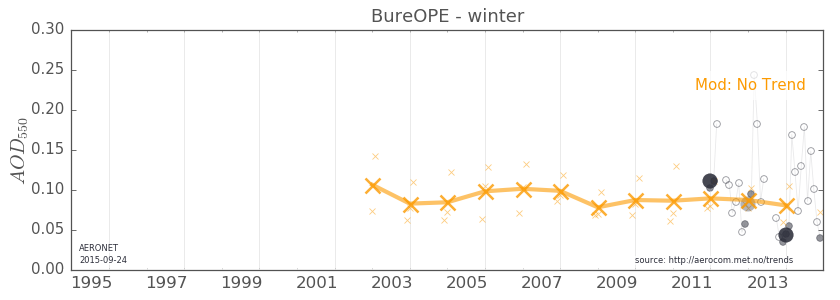 BureOPE - winter
0.30
0.25
0.20
0.15
0.10
0.05
0.00
AOD550
Mod: No Trend
AERONET
2015-09-24
source: http://aerocom.met.no/trends
1995 1997 1999 2001 2003 2005 2007 2009 2011 2013